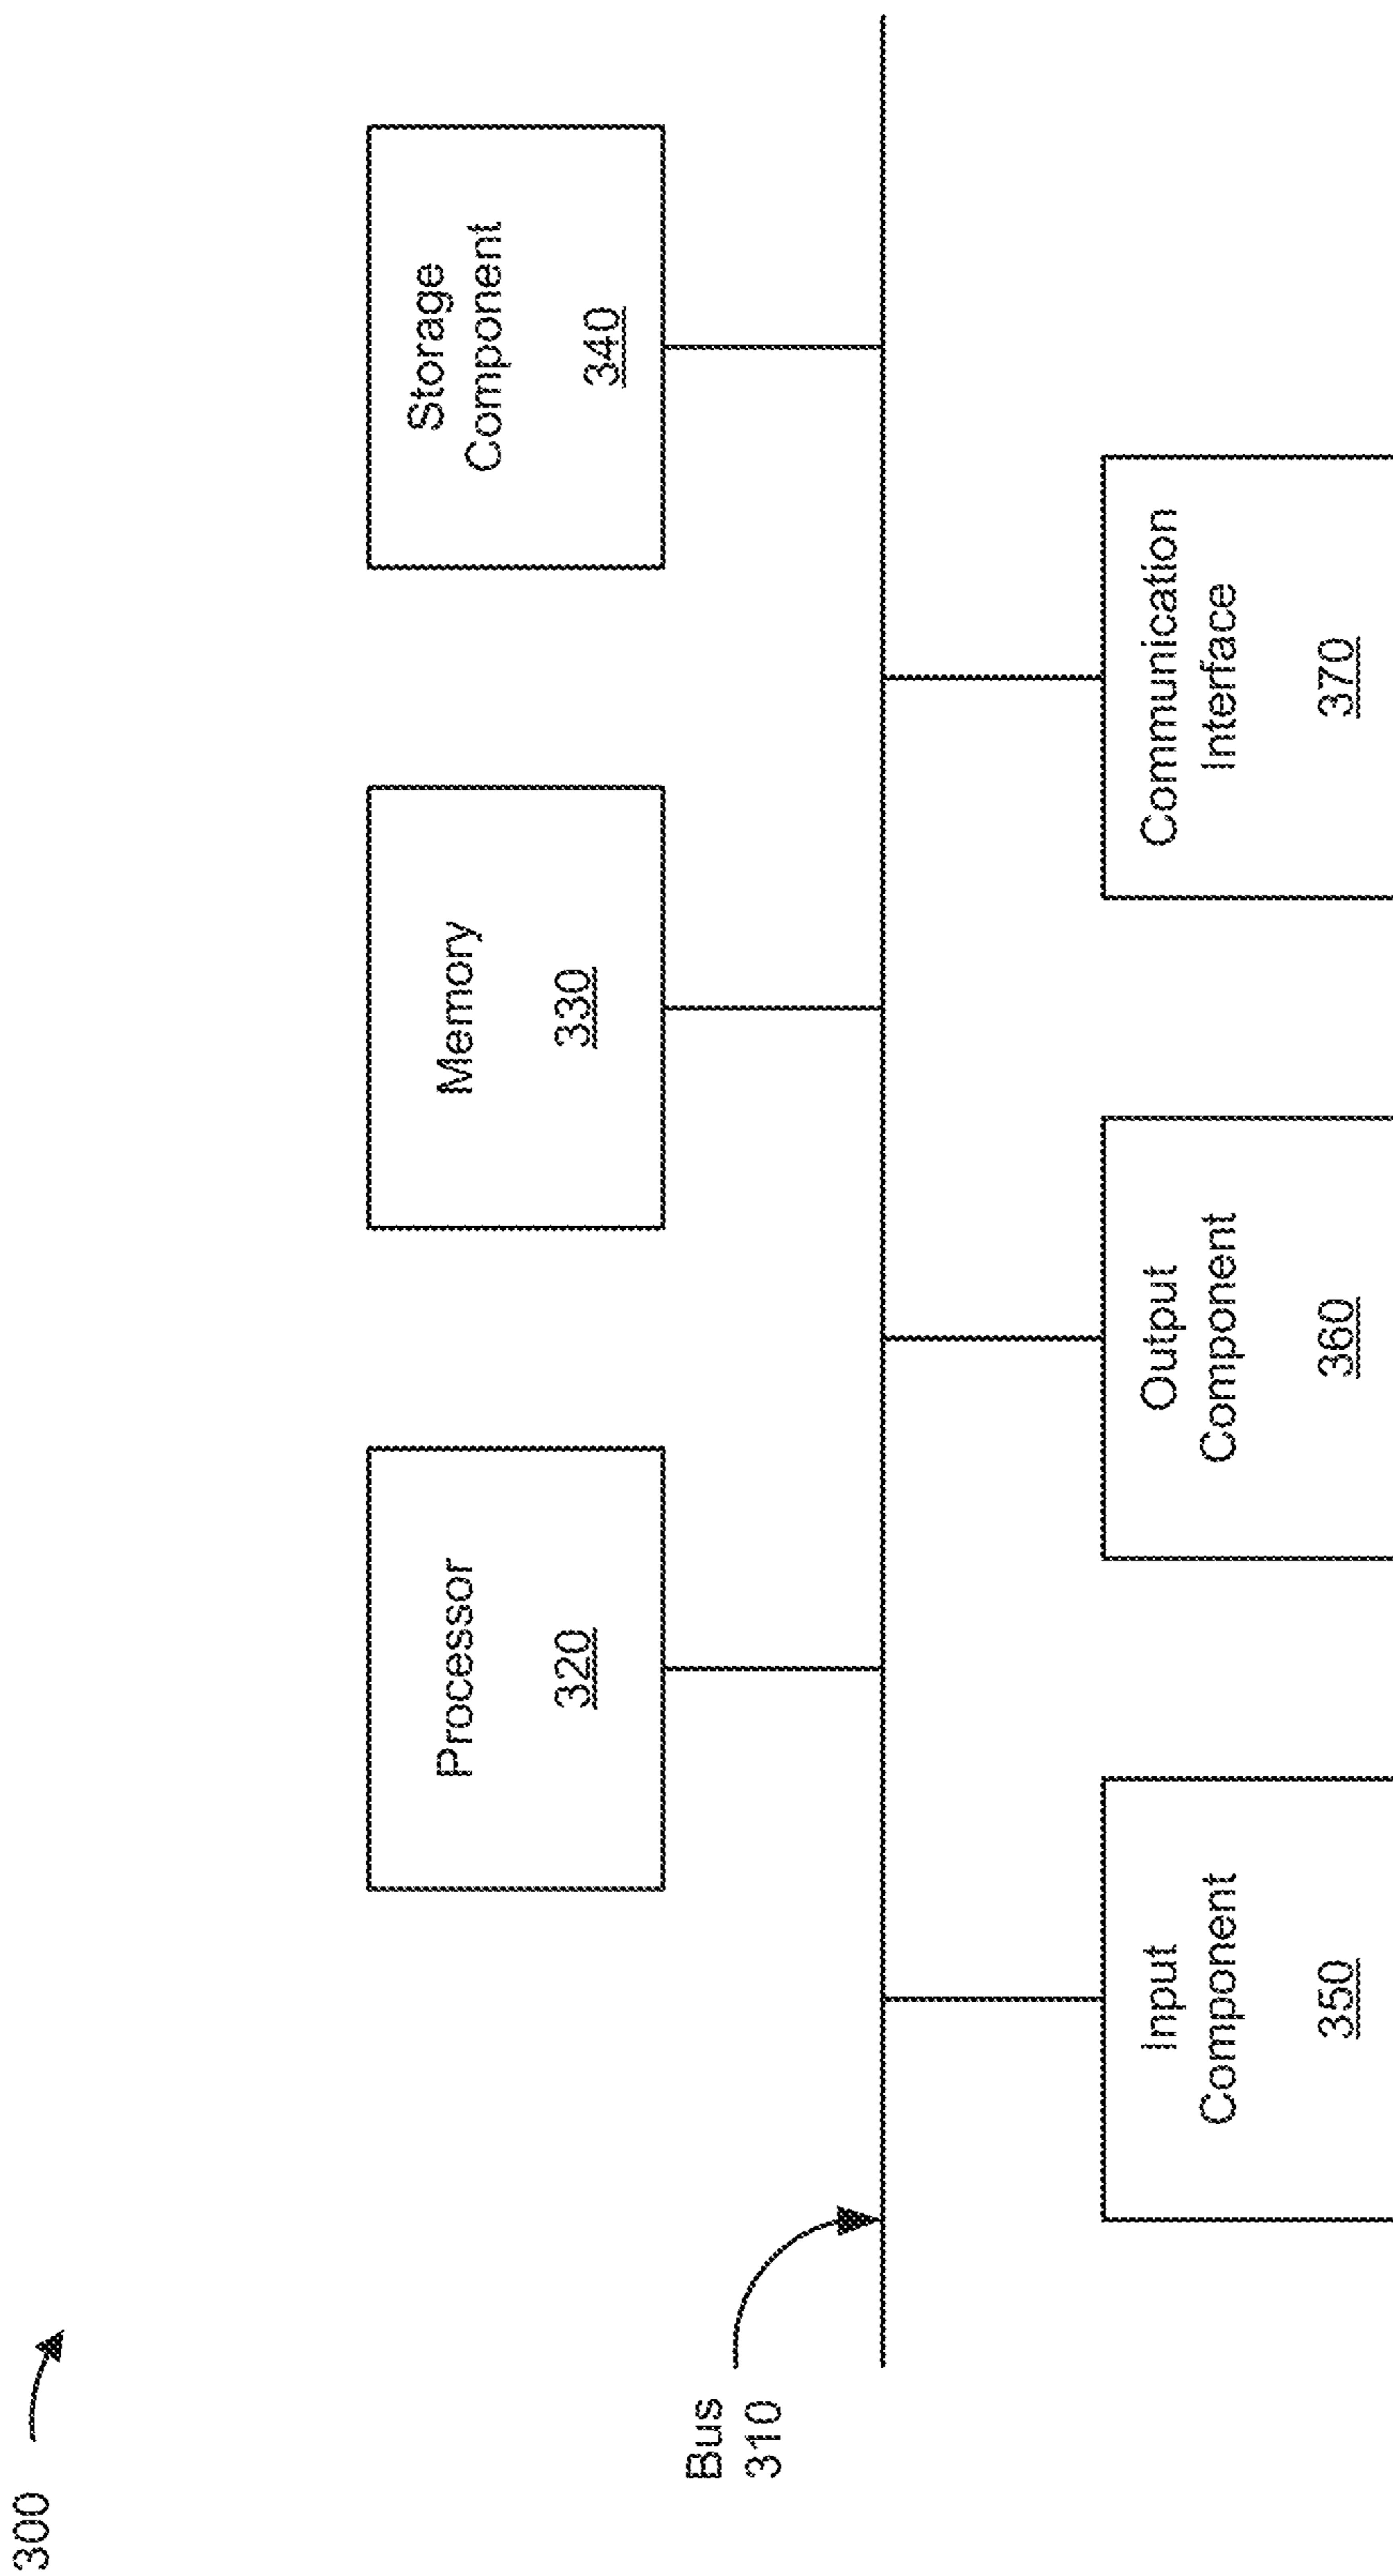 300
Bus
310
Processor
320
Memory
330
Storage
Component
340
Input
Component
350
Output
Component
360
Communication
Interface
370